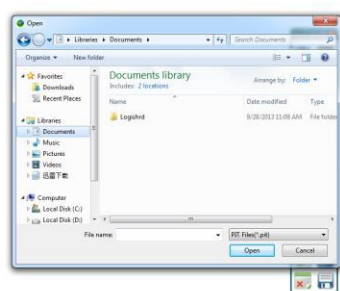 Open
Libraries ▸ Documents ▸
Search Documents
Organize
New folder
Favorites
Downloads
Recent Places
Libraries
Documents
Music
Pictures
Videos
迅雷下载
Computer
Local Disk (C:)
Local Disk (D:)
Documents library
Includes: 2 locations
Arrange by: Folder
Name
Date modified
Type
Logishrd
9/28/2013 11:09 AM
File folder
File name:
PIT Files(*.pit)
Open
Cancel